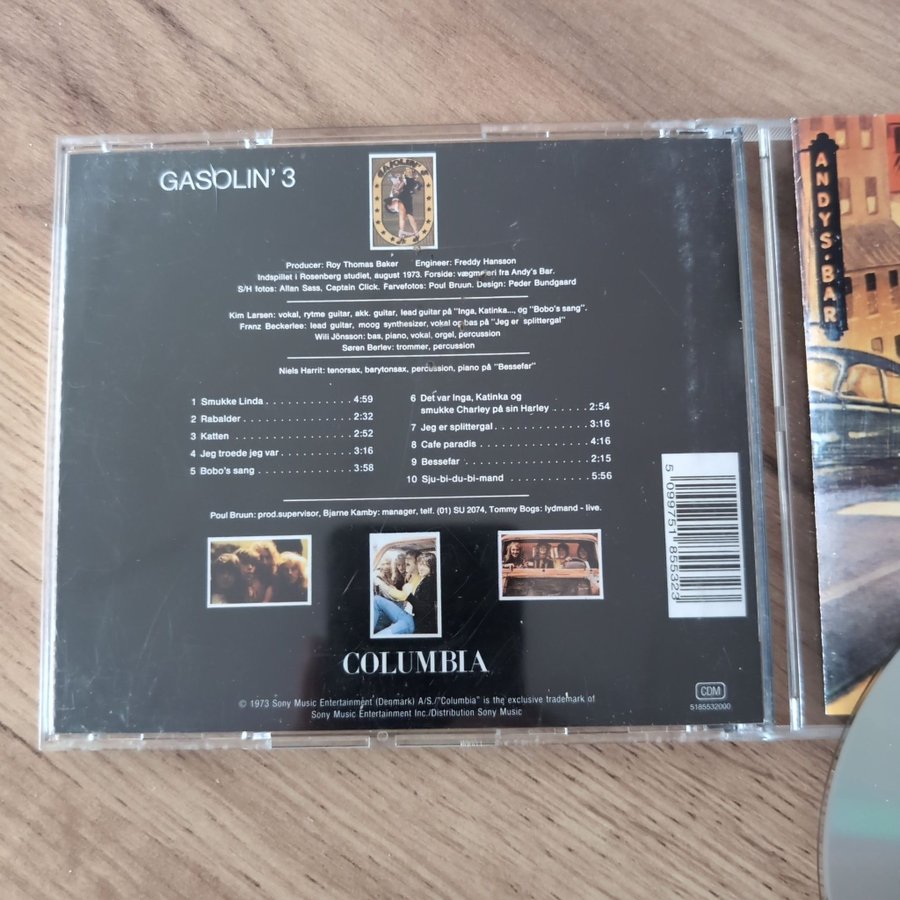 GASOLIN' 3
Producer: Roy Thomas Baker Engineer: Freddy Hansson
Indspillet i Rosenberg studiet, august 1973. Forside: vægmaleri fra Andy's Bar.
S/H fotos: Allan Sass, Captain Click. Farvefotos: Poul Bruun. Design: Peder Bundgaard
Kim Larsen: vokal, rytme guitar, akk. guitar, lead guitar på "Inga, Katinka..., og "Bobo's sang".
Franz Beckerlee: lead guitar, moog synthesizer, vokal og bas på "Jeg er splittergal"
Wili Jönsson: bas, piano, vokal, orgel, percussion
Søren Berlev: trommer, percussion
Niels Harrit: tenorsax, barytonsax, percussion, piano på "Bessefar"
1 Smukke Linda . . . . . . . . . . . . . 4:59
2 Rabalder . . . . . . . . . . . . . . . . 2:32
3 Katten . . . . . . . . . . . . . . . . . . 2:52
4 Jeg troede jeg var . . . . . . . . . . . 3:16
5 Bobo's sang . . . . . . . . . . . . . . 3:58
6 Det var Inga, Katinka og
smukke Charley på sin Harley . . . . . 2:54
7 Jeg er splittergal . . . . . . . . . . . . . . 3:16
8 Cafe paradis . . . . . . . . . . . . . . . . 4:16
9 Bessefar . . . . . . . . . . . . . . . . . . 2:15
10 Sju-bi-du-bi-mand . . . . . . . . . . . . 5:56
Poul Bruun: prod.supervisor, Bjarne Kamby: manager, telf. (01) SU 2074, Tommy Bogs: lydmand - live.
5 099751 855323
COLUMBIA
CDM
5185532000
© 1973 Sony Music Entertainment (Denmark) A/S./"Columbia" is the exclusive trademark of
Sony Music Entertainment Inc./Distribution Sony Music
ANDYS·BAR